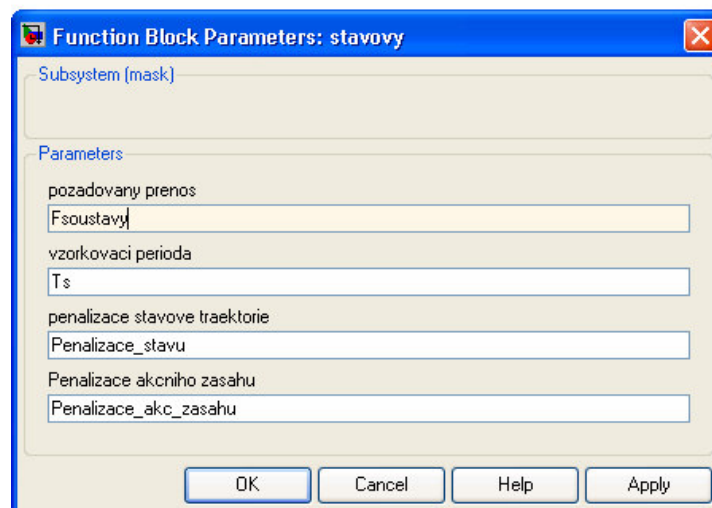 Function Block Parameters: stavovy
Subsystem (mask)
Parameters
pozadovany prenos
Fsoustavy
vzorkovaci perioda
Ts
penalizace stavove traektorie
Penalizace_stavu
Penalizace akcniho zasahu
Penalizace_akc_zasahu
OK Cancel Help Apply